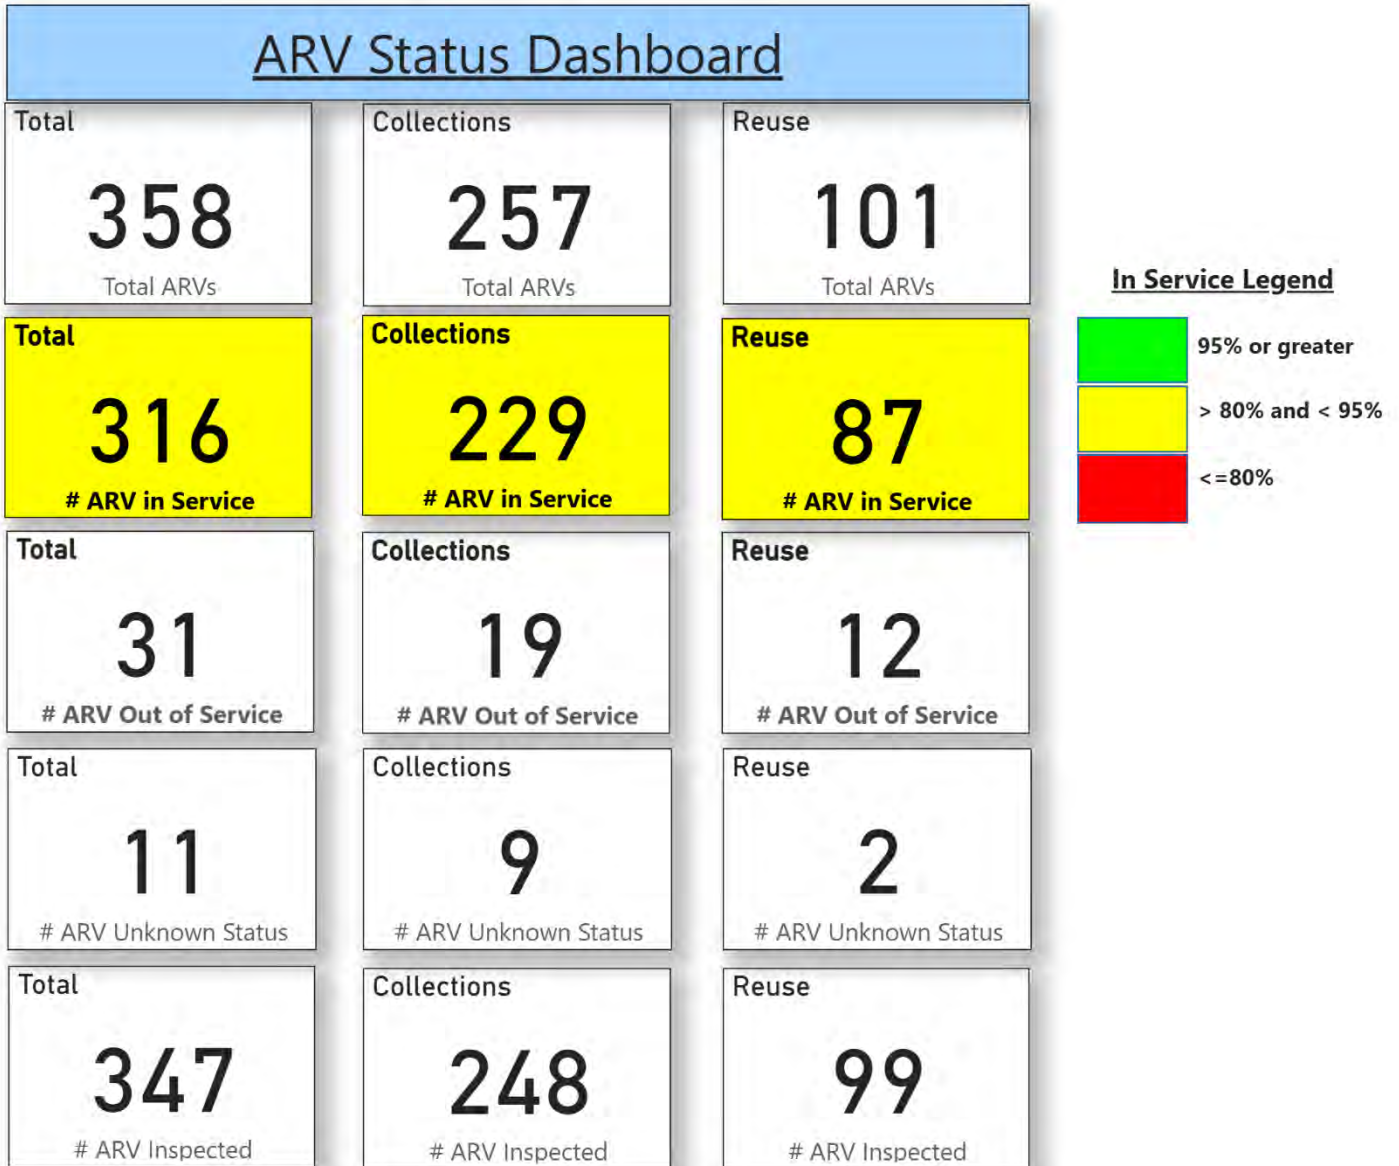 ARV Status Dashboard
Total
358
Total ARVs
Collections
257
Total ARVs
Reuse
101
Total ARVs
In Service Legend
95% or greater
> 80% and < 95%
<=80%
Total
316
# ARV in Service
Collections
229
# ARV in Service
Reuse
87
# ARV in Service
Total
31
# ARV Out of Service
Collections
19
# ARV Out of Service
Reuse
12
# ARV Out of Service
Total
11
# ARV Unknown Status
Collections
9
# ARV Unknown Status
Reuse
2
# ARV Unknown Status
Total
347
# ARV Inspected
Collections
248
# ARV Inspected
Reuse
99
# ARV Inspected